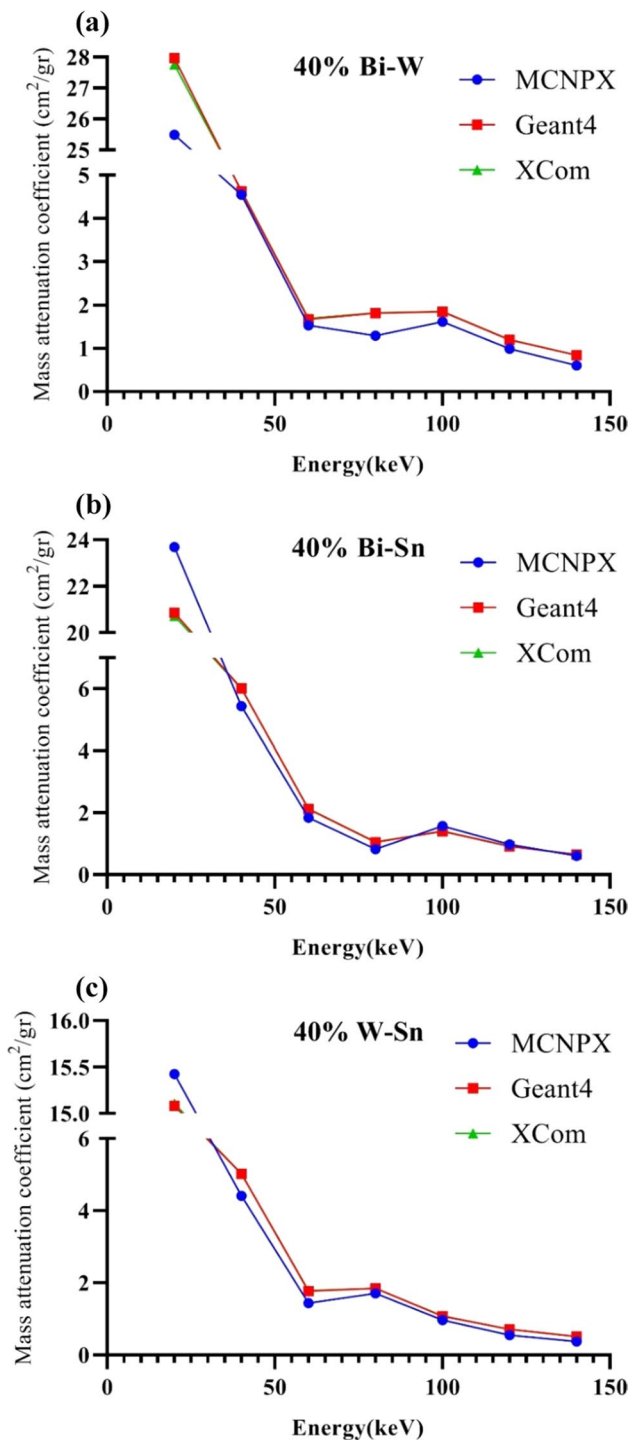 (a)
40% Bi-W
MCNPX
Geant4
XCom
Mass attenuation coefficient (cm²/gr)
28
27
26
25
5
4
3
2
1
0
0 50 100 150
Energy(keV)
(b)
40% Bi-Sn
MCNPX
Geant4
XCom
Mass attenuation coefficient (cm²/gr)
24
22
20
6
4
2
0
0 50 100 150
Energy(keV)
(c)
40% W-Sn
MCNPX
Geant4
XCom
Mass attenuation coefficient (cm²/gr)
16.0
15.5
15.0
6
4
2
0
0 50 100 150
Energy(keV)